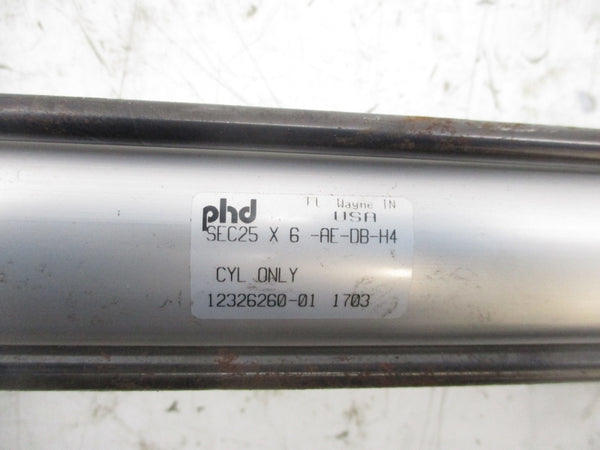 phd Ft Wayne IN
USA
SEC25 X 6 -AE-DB-H4
CYL ONLY
12326260-01 1703